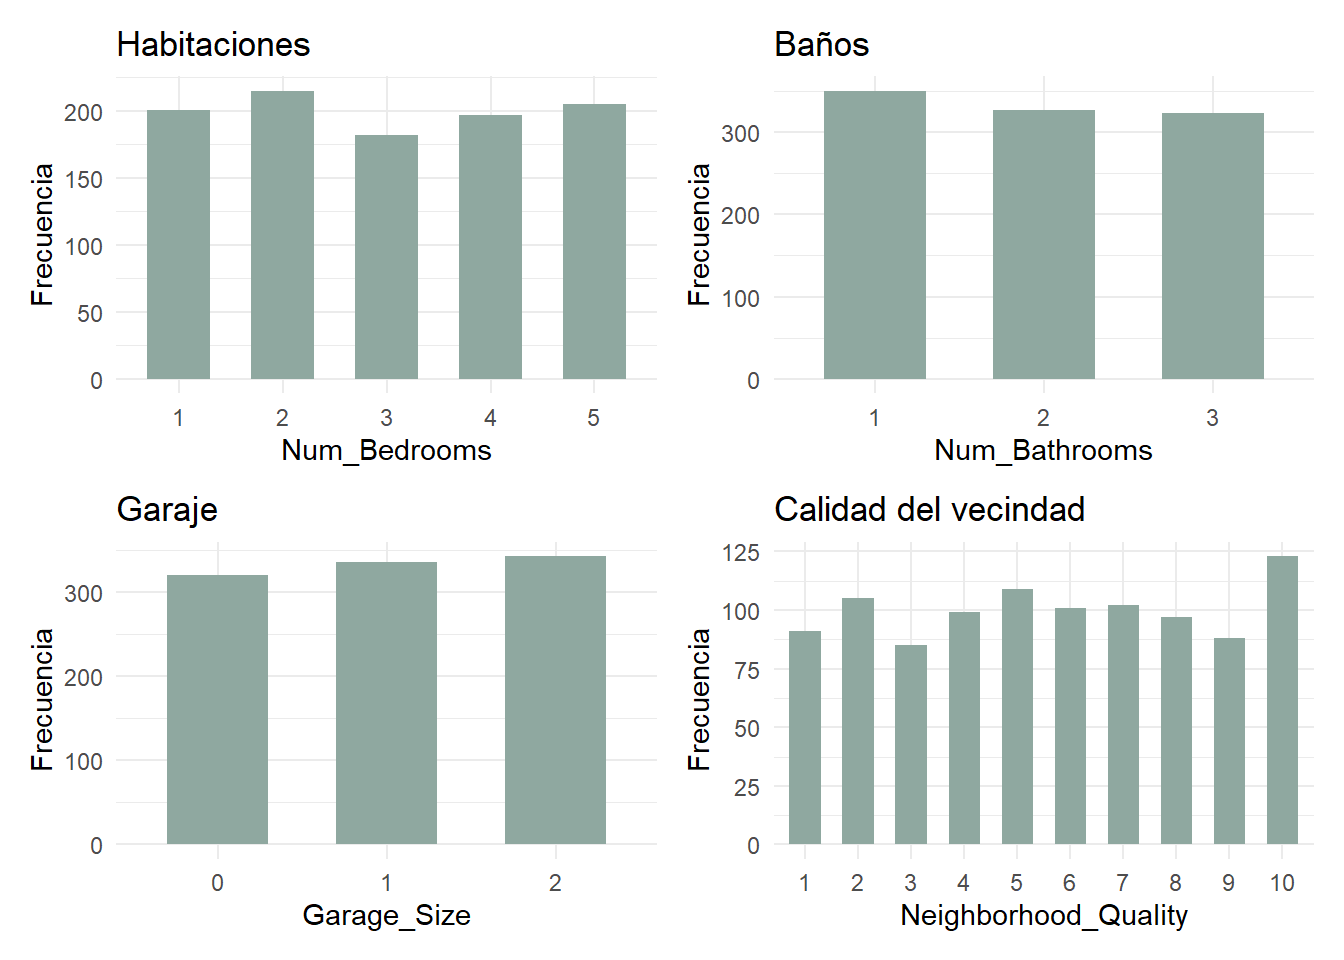 Habitaciones
Frecuencia
200
150
100
50
0
1 2 3 4 5
Num_Bedrooms
Baños
Frecuencia
300
200
100
0
1 2 3
Num_Bathrooms
Garaje
Frecuencia
300
200
100
0
0 1 2
Garage_Size
Calidad del vecindad
Frecuencia
125
100
75
50
25
0
1 2 3 4 5 6 7 8 9 10
Neighborhood_Quality